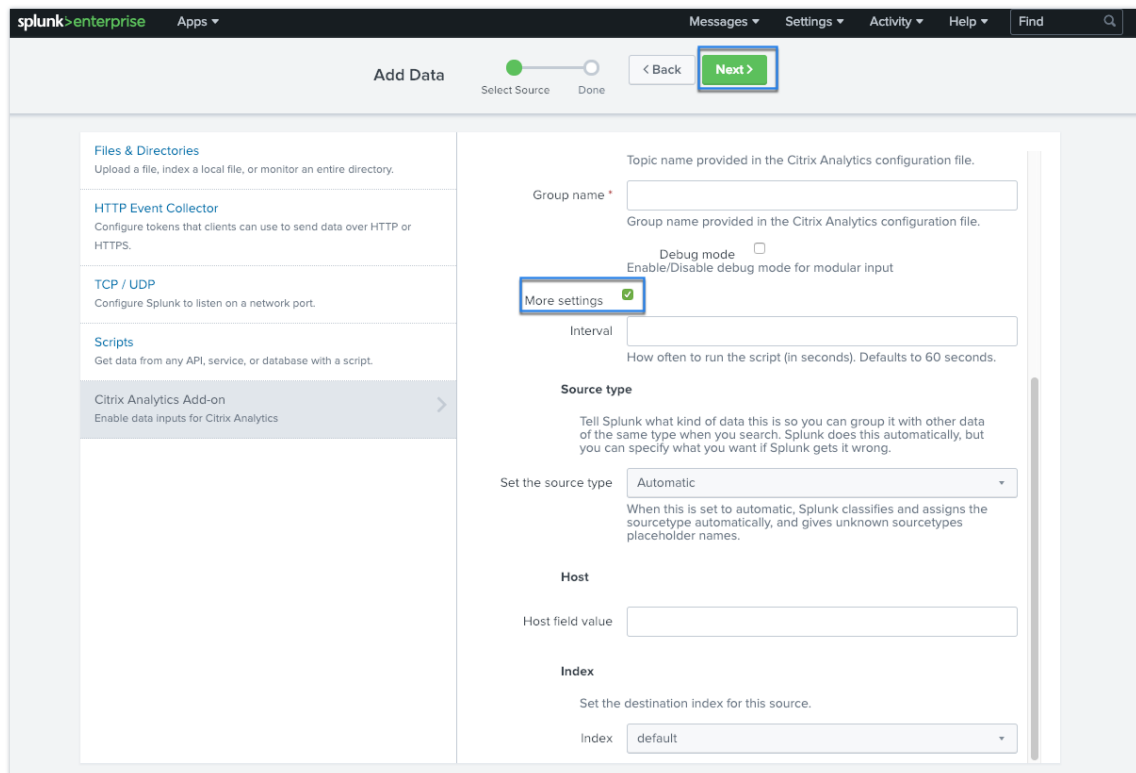 splunk>enterprise Apps Messages Settings Activity Help Find
Add Data
Select Source Done
< Back
Next >
Files & Directories
Upload a file, index a local file, or monitor an entire directory.
HTTP Event Collector
Configure tokens that clients can use to send data over HTTP or
HTTPS.
TCP / UDP
Configure Splunk to listen on a network port.
Scripts
Get data from any API, service, or database with a script.
Citrix Analytics Add-on
Enable data inputs for Citrix Analytics
Topic name provided in the Citrix Analytics configuration file.
Group name *
Group name provided in the Citrix Analytics configuration file.
Debug mode
Enable/Disable debug mode for modular input
More settings
Interval
How often to run the script (in seconds). Defaults to 60 seconds.
Source type
Tell Splunk what kind of data this is so you can group it with other data
of the same type when you search. Splunk does this automatically, but
you can specify what you want if Splunk gets it wrong.
Set the source type Automatic
When this is set to automatic, Splunk classifies and assigns the
sourcetype automatically, and gives unknown sourcetypes
placeholder names.
Host
Host field value
Index
Set the destination index for this source.
Index default